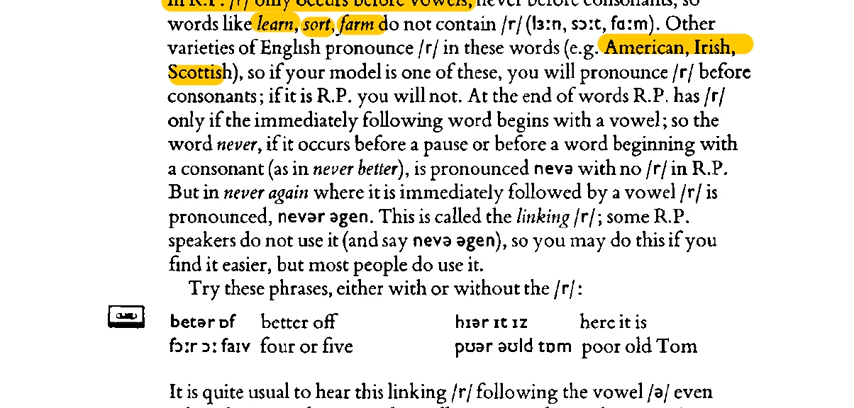 In R.P. /r/ only occurs before vowels, never before consonants, so
words like learn, sort, farm do not contain /r/ (lɜːn, sɔːt, fɑːm). Other
varieties of English pronounce /r/ in these words (e.g. American, Irish,
Scottish), so if your model is one of these, you will pronounce /r/ before
consonants; if it is R.P. you will not. At the end of words R.P. has /r/
only if the immediately following word begins with a vowel; so the
word never, if it occurs before a pause or before a word beginning with
a consonant (as in never better), is pronounced nevə with no /r/ in R.P.
But in never again where it is immediately followed by a vowel /r/ is
pronounced, nevər əgen. This is called the linking /r/; some R.P.
speakers do not use it (and say nevə əgen), so you may do this if you
find it easier, but most people do use it.
Try these phrases, either with or without the /r/:
betər ɒf better off hɪər ɪt ɪz here it is
fɔːr ɔː faɪv four or five pʊər əʊld tɒm poor old Tom
It is quite usual to hear this linking /r/ following the vowel /ə/ even